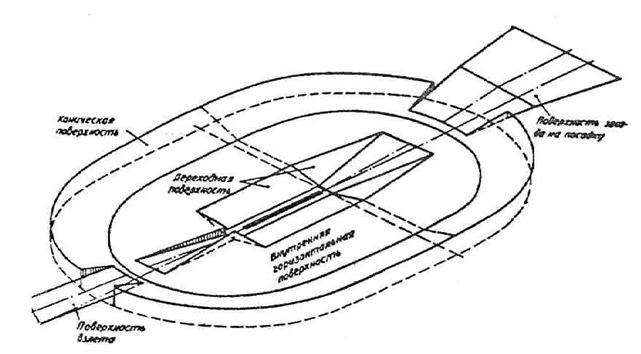 Коническая
поверхность
Переходная
поверхность
Внутренняя
горизонтальная
поверхность
Поверхность захо-
да на посадку
Поверхность
взлета